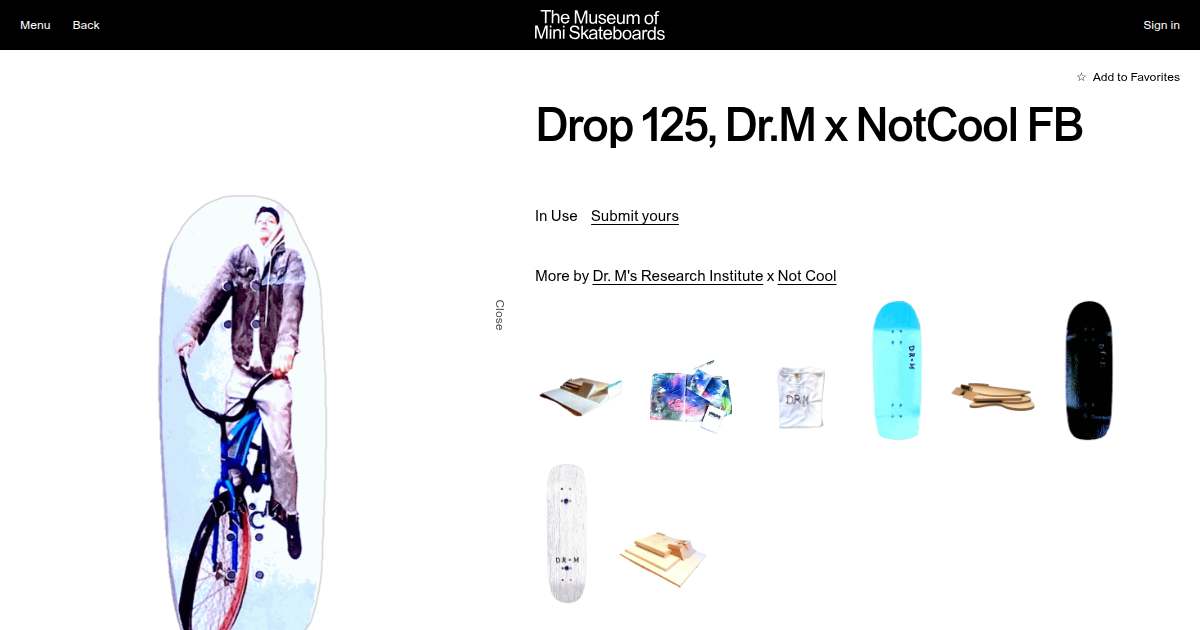 Menu Back
The Museum of
Mini Skateboards
Sign in
☆ Add to Favorites
Drop 125, Dr.M x NotCool FB
In Use Submit yours
More by Dr. M's Research Institute x Not Cool
Close
DR•M
DRM
DR•M